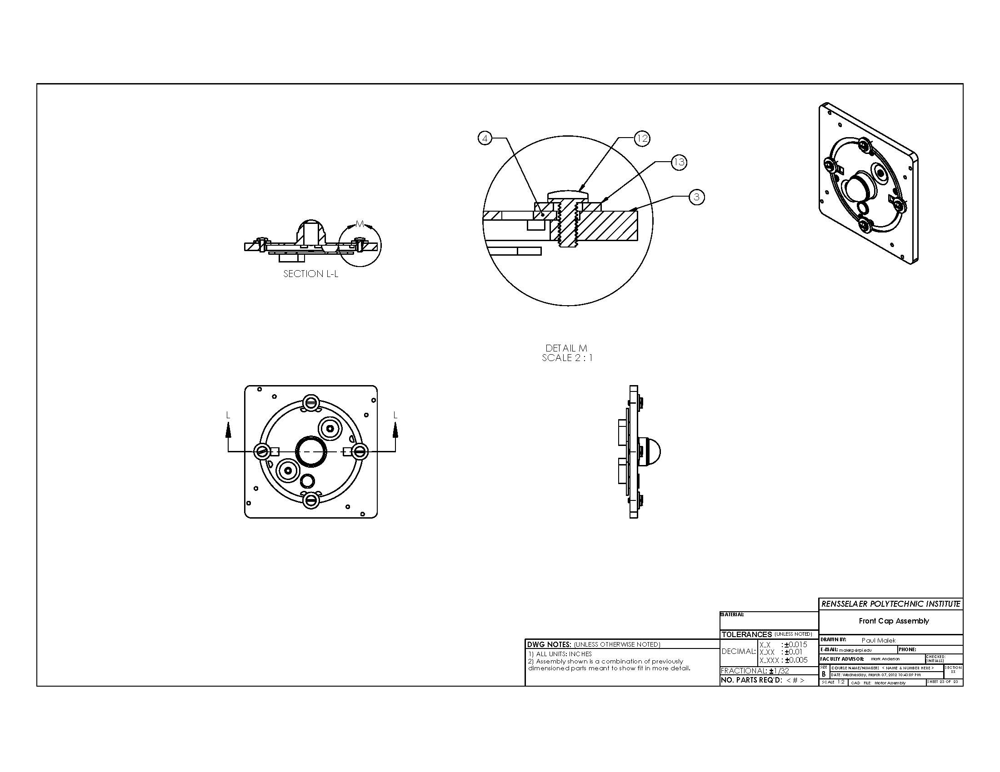 4
12
13
3
M
SECTION L-L
DETAIL M
SCALE 2 : 1
L
L
RENSSELAER POLYTECHNIC INSTITUTE
Front Cap Assembly
MATERIAL:
TOLERANCES (UNLESS NOTED)
DECIMAL:
X.X : ±0.015
X.XX : ±0.01
X.XXX : ±0.005
FRACTIONAL: ±1/32
NO. PARTS REQ'D: < # >
DWG NOTES: (UNLESS OTHERWISE NOTED)
1) ALL UNITS: INCHES
2) Assembly shown is a combination of previously
dimensioned parts meant to show fit in more detail.
DRAWN BY: Paul Malek
E-MAIL: malekp@rpi.edu PHONE:
FACULTY ADVISOR: Mark Anderson
CHECKED:
(INITIALS)
SIZE
B
COURSE NAME/NUMBER: < NAME & NUMBER HERE >
SECTION
XX
DATE: Wednesday, March 07, 2012 10:43:09 PM
SCALE 1:2
CAD FILE: Motor Assembly
SHEET 23 OF 23